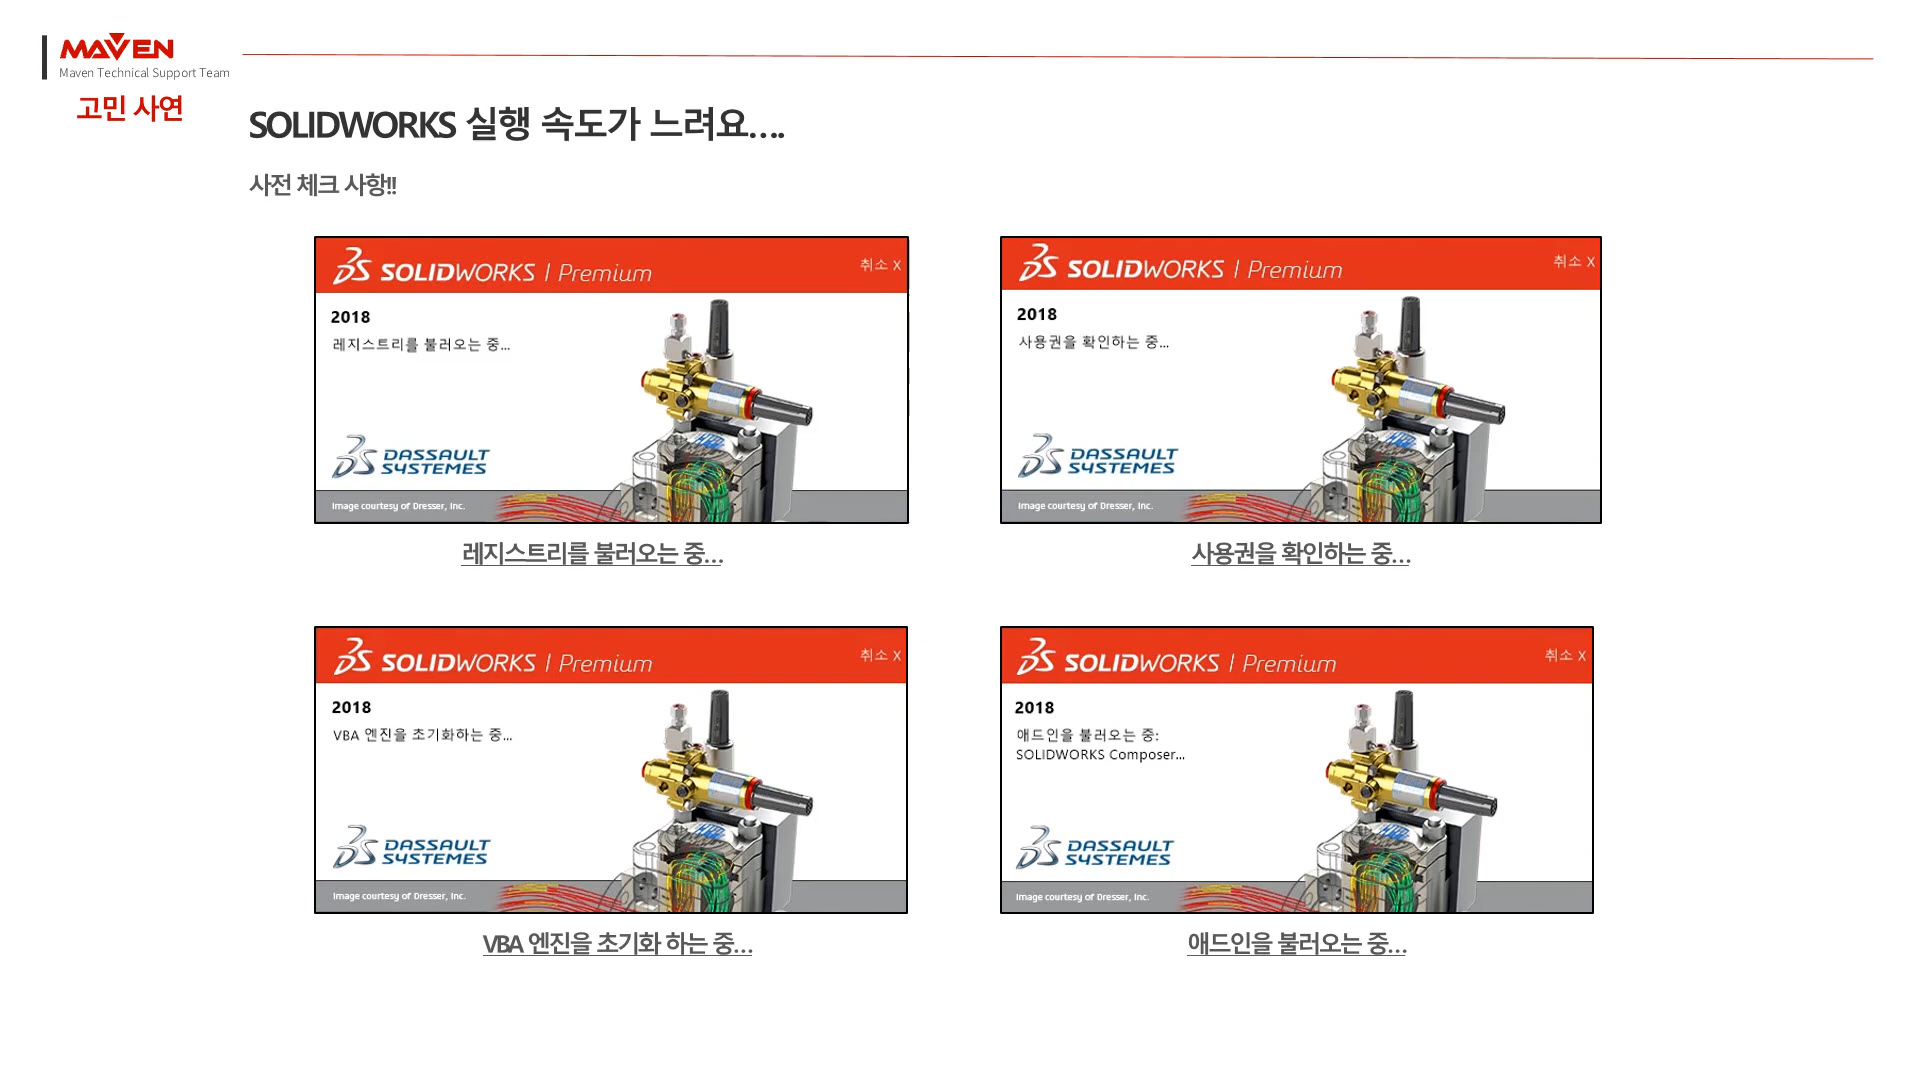 MAVEN
Maven Technical Support Team
고민 사연
SOLIDWORKS 실행 속도가 느려요….
사전 체크 사항!!
SOLIDWORKS | Premium
취소 X
2018
레지스트리를 불러오는 중...
DASSAULT
SYSTEMES
Image courtesy of Dresser, Inc.
레지스트리를 불러오는 중…
SOLIDWORKS | Premium
취소 X
2018
사용권을 확인하는 중...
DASSAULT
SYSTEMES
Image courtesy of Dresser, Inc.
사용권을 확인하는 중…
SOLIDWORKS | Premium
취소 X
2018
VBA 엔진을 초기화하는 중...
DASSAULT
SYSTEMES
Image courtesy of Dresser, Inc.
VBA 엔진을 초기화 하는 중…
SOLIDWORKS | Premium
취소 X
2018
애드인을 불러오는 중:
SOLIDWORKS Composer...
DASSAULT
SYSTEMES
Image courtesy of Dresser, Inc.
애드인을 불러오는 중…